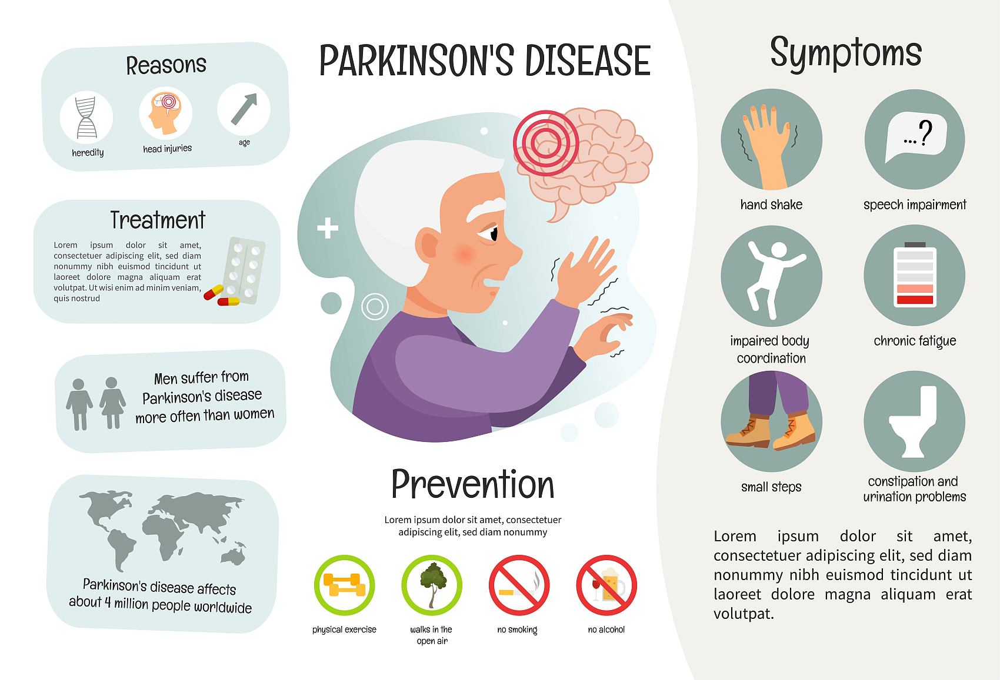 PARKINSON'S DISEASE
Reasons
heredity
head injuries
age
Treatment
Lorem ipsum dolor sit amet,
consectetuer adipiscing elit, sed diam
nonummy nibh euismod tincidunt ut
laoreet dolore magna aliquam erat
volutpat. Ut wisi enim ad minim veniam,
quis nostrud
Men suffer from
Parkinson's disease
more often than women
Parkinson's disease affects
about 4 million people worldwide
Prevention
Lorem ipsum dolor sit amet, consectetuer
adipiscing elit, sed diam nonummy
physical exercise
walks in the
open air
no smoking
no alcohol
Symptoms
hand shake
...?
speech impairment
impaired body
coordination
chronic fatigue
small steps
constipation and
urination problems
Lorem ipsum dolor sit amet,
consectetuer adipiscing elit, sed diam
nonummy nibh euismod tincidunt ut
laoreet dolore magna aliquam erat
volutpat.